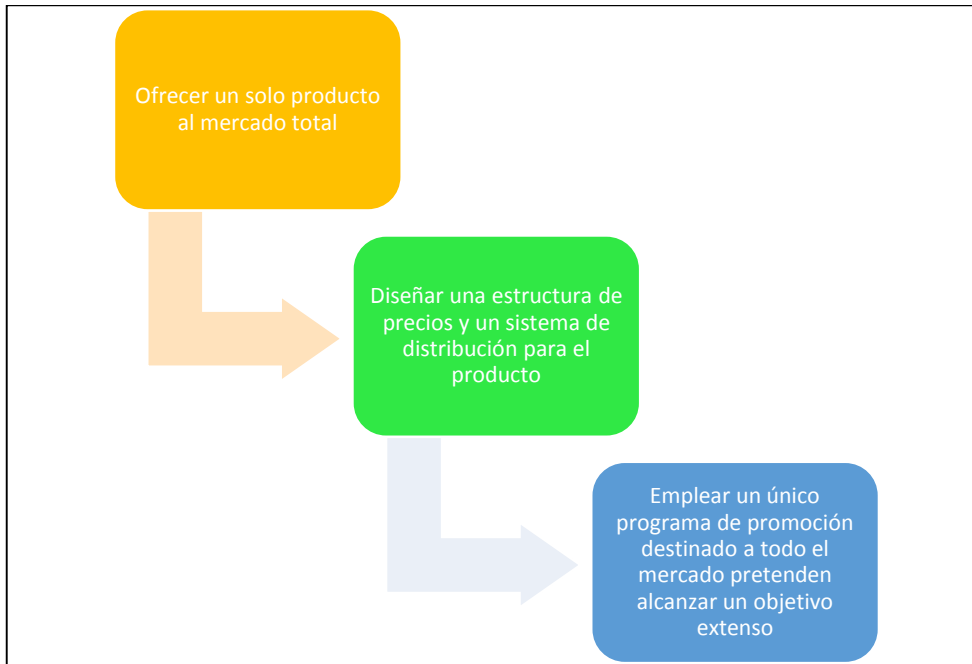 Ofrecer un solo producto
al mercado total
Diseñar una estructura de
precios y un sistema de
distribución para el
producto
Emplear un único
programa de promoción
destinado a todo el
mercado pretenden
alcanzar un objetivo
extenso